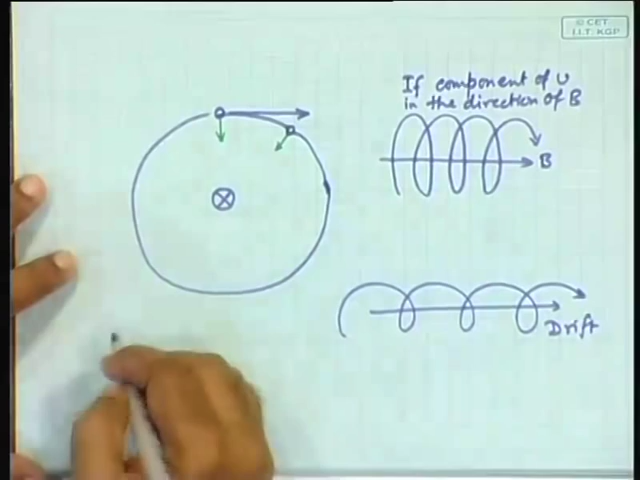 © CET
I.I.T. KGP
If component of U
in the direction of B
B
Drift